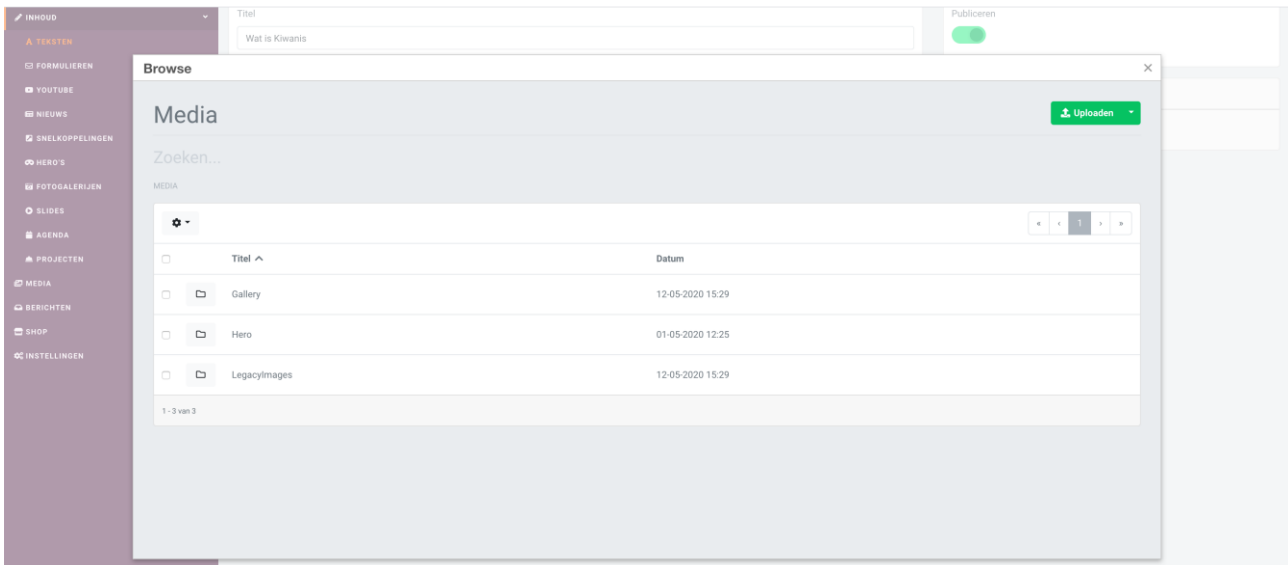 INHOUD
TEKSTEN
FORMULIEREN
YOUTUBE
NIEUWS
SNELKOPPELINGEN
HERO'S
FOTOGALERIJEN
SLIDES
AGENDA
PROJECTEN
MEDIA
BERICHTEN
SHOP
INSTELLINGEN
Titel
Wat is Kiwanis
Publiceren
Browse
Media
Uploaden
Zoeken...
MEDIA
« ‹ 1 › »
Titel Datum
Gallery 12-05-2020 15:29
Hero 01-05-2020 12:25
LegacyImages 12-05-2020 15:29
1 - 3 van 3